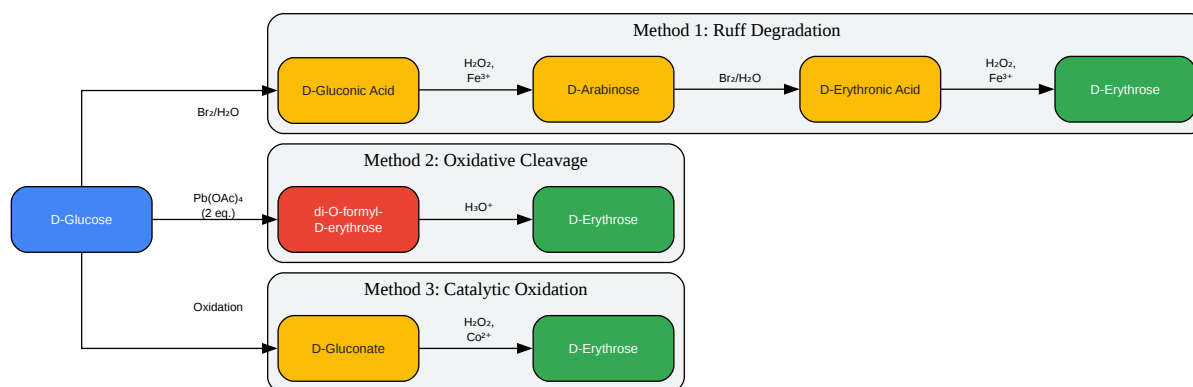 Method 1: Ruff Degradation
D-Gluconic Acid
H₂O₂,
Fe³⁺
D-Arabinose
Br₂/H₂O
D-Erythronic Acid
H₂O₂,
Fe³⁺
D-Erythrose
Br₂/H₂O
Method 2: Oxidative Cleavage
D-Glucose
Pb(OAc)₄
(2 eq.)
di-O-formyl-
D-erythrose
H₃O⁺
D-Erythrose
Method 3: Catalytic Oxidation
Oxidation
D-Gluconate
H₂O₂,
Co²⁺
D-Erythrose